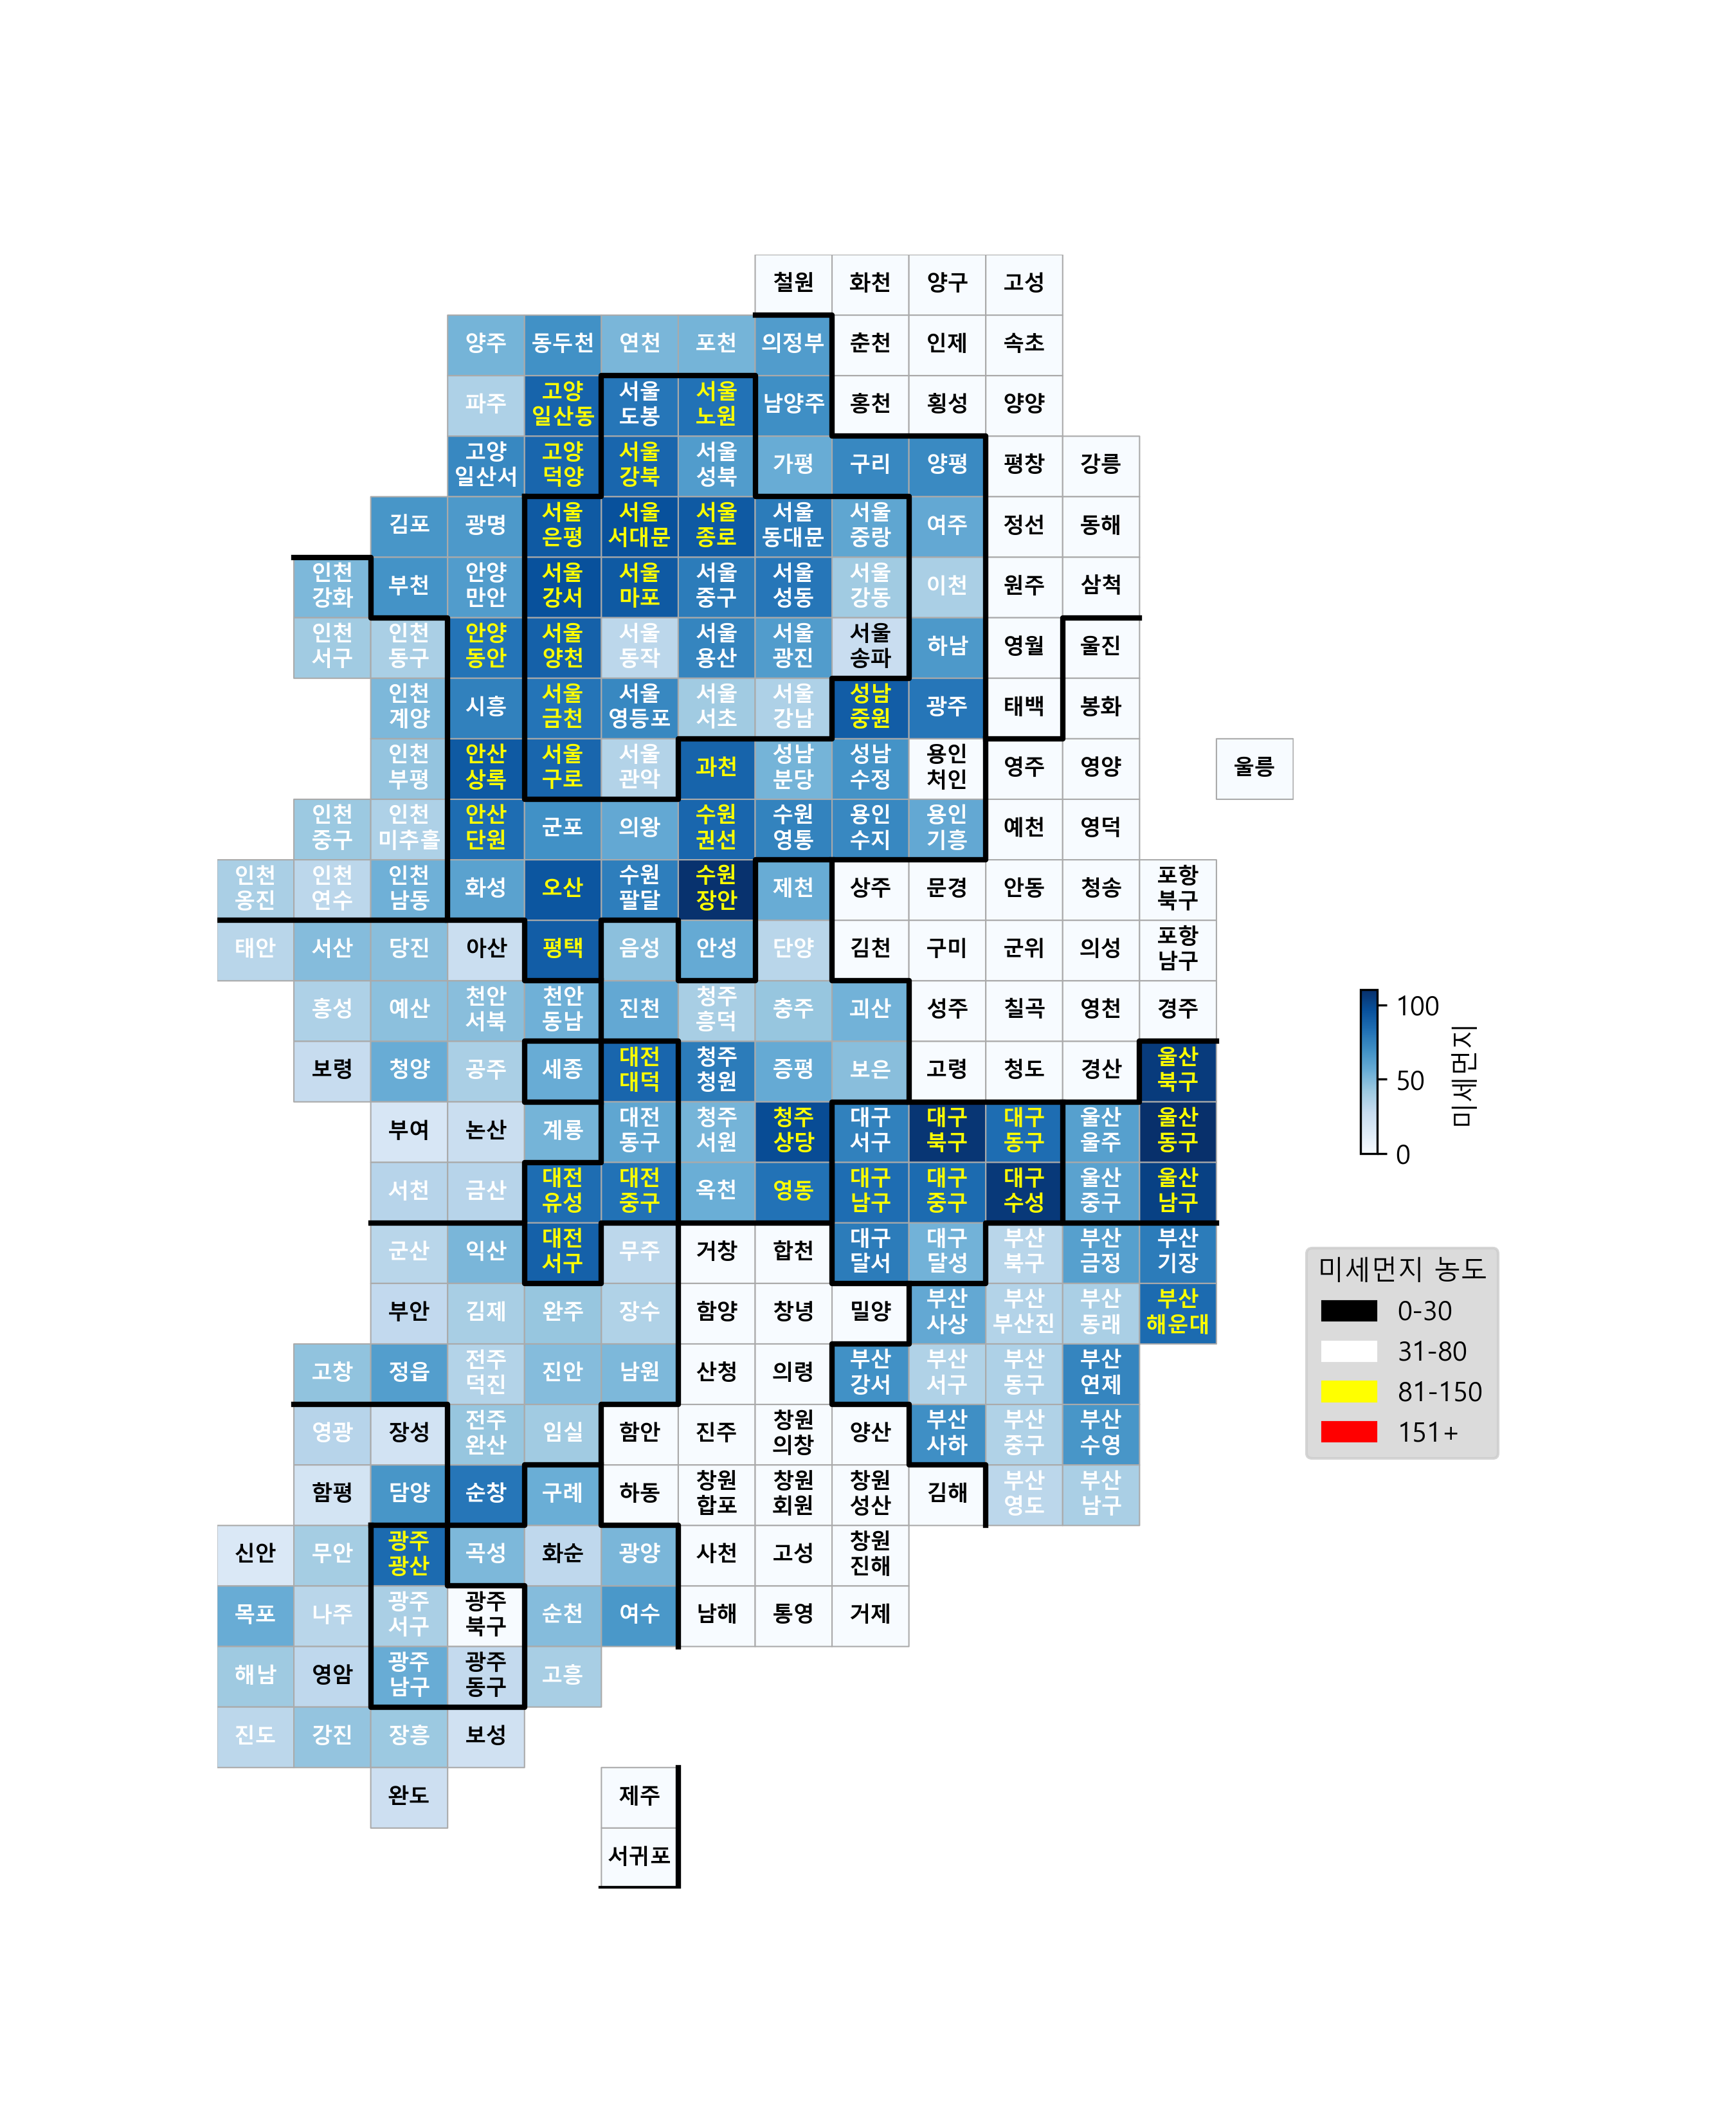 철원 화천 양구 고성
양주 동두천 연천 포천 의정부 춘천 인제 속초
파주 고양 일산동 서울 도봉 서울 노원 남양주 홍천 횡성 양양
고양 일산서 고양 덕양 서울 강북 서울 성북 가평 구리 양평 평창 강릉
김포 광명 서울 은평 서울 서대문 서울 종로 서울 동대문 서울 중랑 여주 정선 동해
인천 강화 부천 안양 만안 서울 강서 서울 마포 서울 중구 서울 성동 서울 강동 이천 원주 삼척
인천 서구 인천 동구 안양 동안 서울 양천 서울 동작 서울 용산 서울 광진 서울 송파 하남 영월 울진
인천 계양 시흥 서울 금천 서울 영등포 서울 서초 서울 강남 성남 중원 광주 태백 봉화
인천 부평 안산 상록 서울 구로 서울 관악 과천 성남 분당 성남 수정 용인 처인 영주 영양 울릉
인천 중구 인천 미추홀 안산 단원 군포 의왕 수원 권선 수원 영통 용인 수지 용인 기흥 예천 영덕
인천 옹진 인천 연수 인천 남동 화성 오산 수원 팔달 수원 장안 제천 상주 문경 안동 청송 포항 북구
태안 서산 당진 아산 평택 음성 안성 단양 김천 구미 군위 의성 포항 남구
홍성 예산 천안 서북 천안 동남 진천 청주 흥덕 충주 괴산 성주 칠곡 영천 경주
보령 청양 공주 세종 대전 대덕 청주 청원 증평 보은 고령 청도 경산 울산 북구
부여 논산 계룡 대전 동구 청주 서원 청주 상당 대구 서구 대구 북구 대구 동구 울산 울주 울산 동구
서천 금산 대전 유성 대전 중구 옥천 영동 대구 남구 대구 중구 대구 수성 울산 중구 울산 남구
군산 익산 대전 서구 무주 거창 합천 대구 달서 대구 달성 부산 북구 부산 금정 부산 기장
부안 김제 완주 장수 함양 창녕 밀양 부산 사상 부산 부산진 부산 동래 부산 해운대
고창 정읍 전주 덕진 진안 남원 산청 의령 부산 강서 부산 서구 부산 동구 부산 연제
영광 장성 전주 완산 임실 함안 진주 창원 의창 양산 부산 사하 부산 중구 부산 수영
함평 담양 순창 구례 하동 창원 합포 창원 회원 창원 성산 김해 부산 영도 부산 남구
신안 무안 광주 광산 곡성 화순 광양 사천 고성 창원 진해
목포 나주 광주 서구 광주 북구 순천 여수 남해 통영 거제
해남 영암 광주 남구 광주 동구 고흥
진도 강진 장흥 보성
완도 제주
서귀포
100
50
0
미세먼지
미세먼지 농도
0-30
31-80
81-150
151+